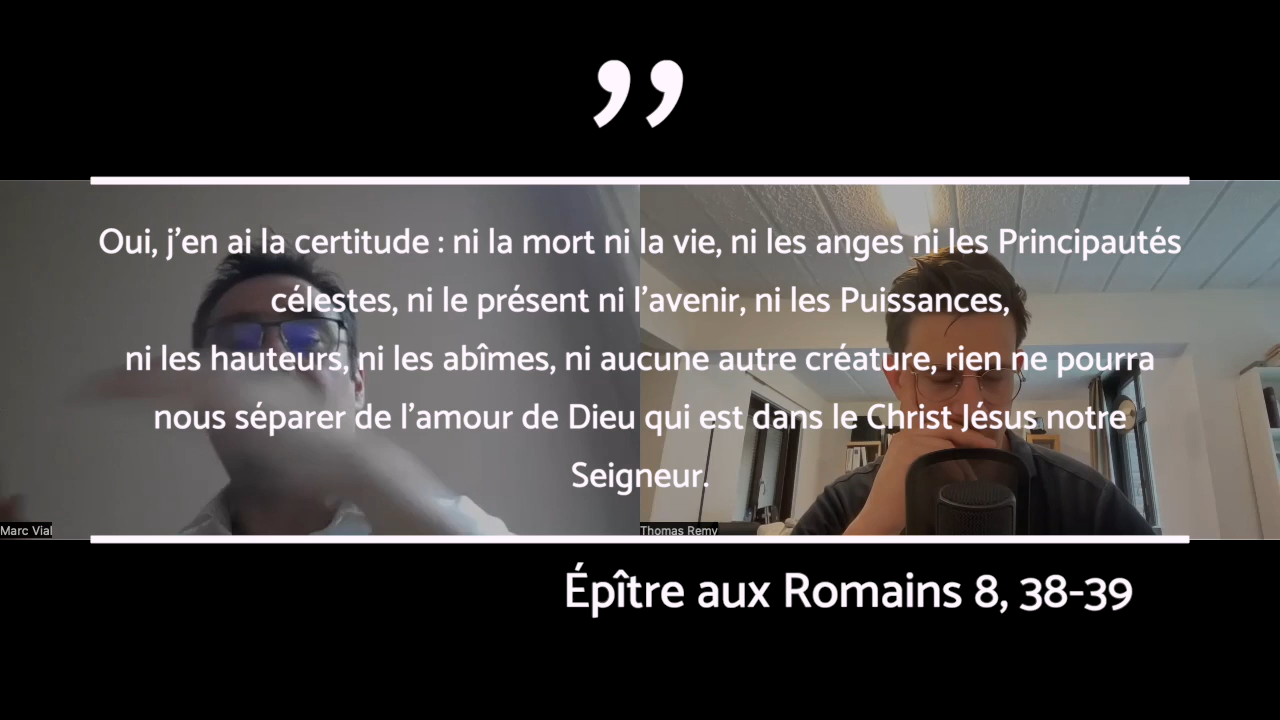 ”
Oui, j’en ai la certitude : ni la mort ni la vie, ni les anges ni les Principautés
célestes, ni le présent ni l’avenir, ni les Puissances,
ni les hauteurs, ni les abîmes, ni aucune autre créature, rien ne pourra
nous séparer de l’amour de Dieu qui est dans le Christ Jésus notre
Seigneur.
Marc Vial
Thomas Remy
Épître aux Romains 8, 38-39